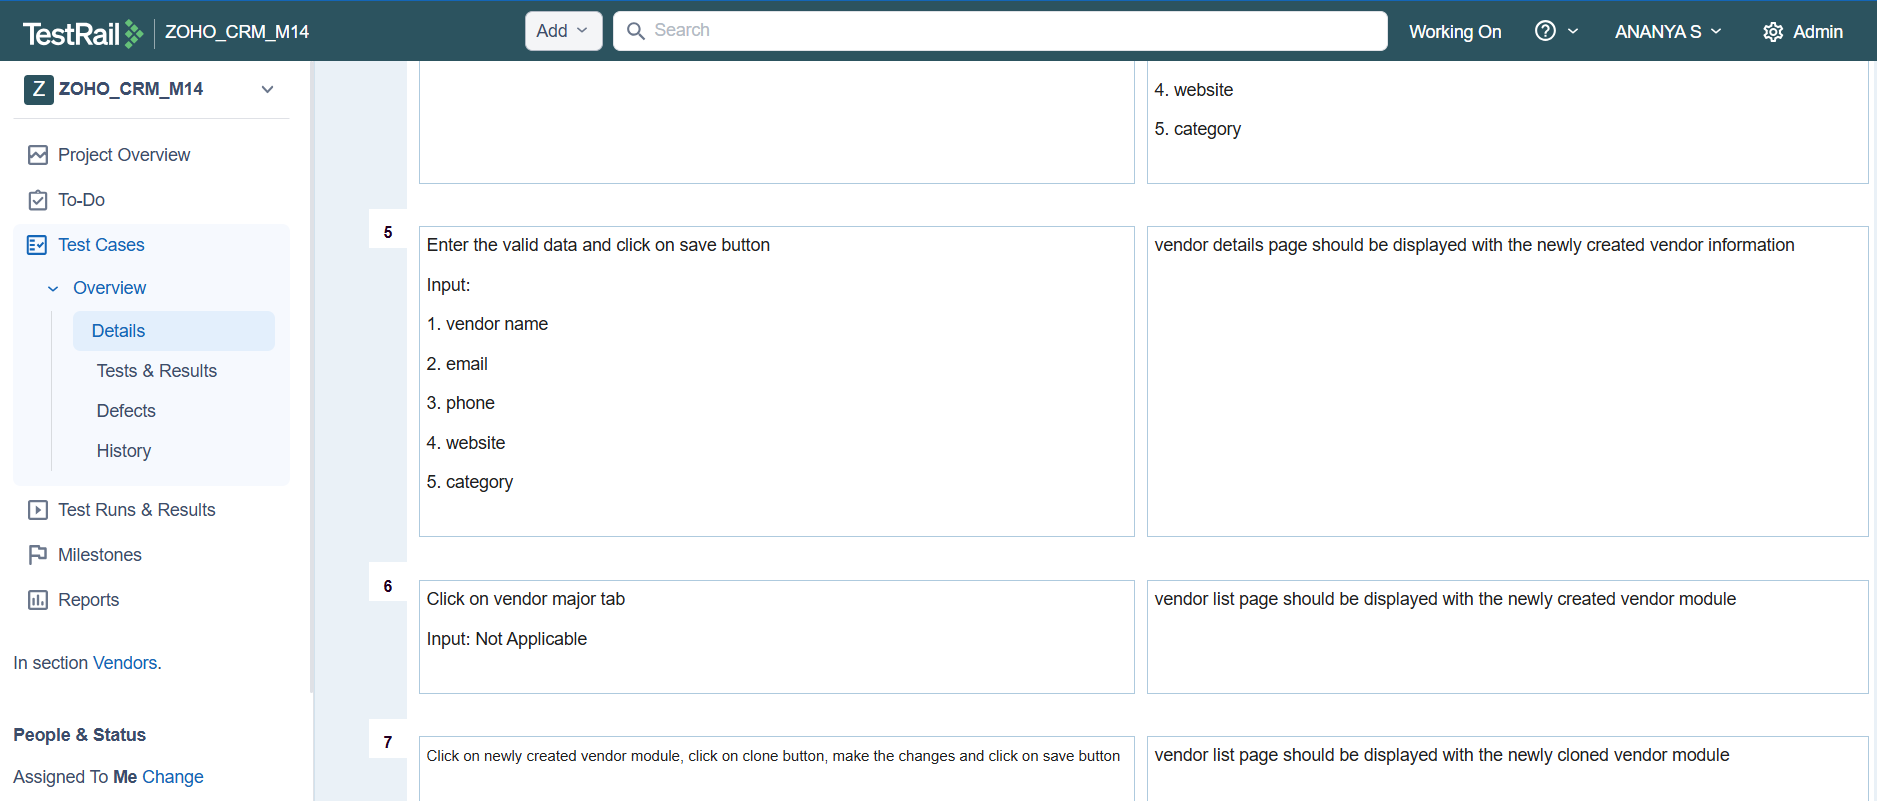 TestRail ZOHO_CRM_M14 Add Search Working On ANANYA S Admin
Z ZOHO_CRM_M14
Project Overview
To-Do
Test Cases
Overview
Details
Tests & Results
Defects
History
Test Runs & Results
Milestones
Reports
In section Vendors.
People & Status
Assigned To Me Change
4. website
5. category
5
Enter the valid data and click on save button
Input:
1. vendor name
2. email
3. phone
4. website
5. category
vendor details page should be displayed with the newly created vendor information
6
Click on vendor major tab
Input: Not Applicable
vendor list page should be displayed with the newly created vendor module
7
Click on newly created vendor module, click on clone button, make the changes and click on save button
vendor list page should be displayed with the newly cloned vendor module